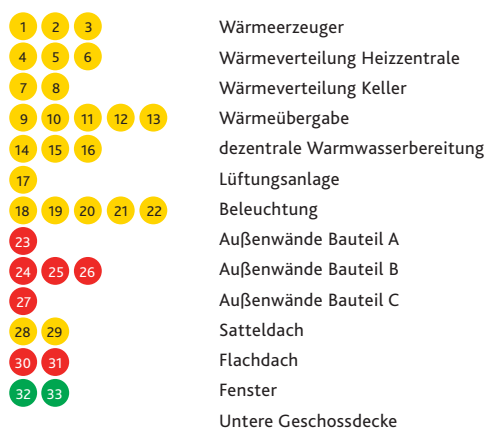 1 2 3 Wärmeerzeuger
4 5 6 Wärmeverteilung Heizzentrale
7 8 Wärmeverteilung Keller
9 10 11 12 13 Wärmeübergabe
14 15 16 dezentrale Warmwasserbereitung
17 Lüftungsanlage
18 19 20 21 22 Beleuchtung
23 Außenwände Bauteil A
24 25 26 Außenwände Bauteil B
27 Außenwände Bauteil C
28 29 Satteldach
30 31 Flachdach
32 33 Fenster
Untere Geschossdecke